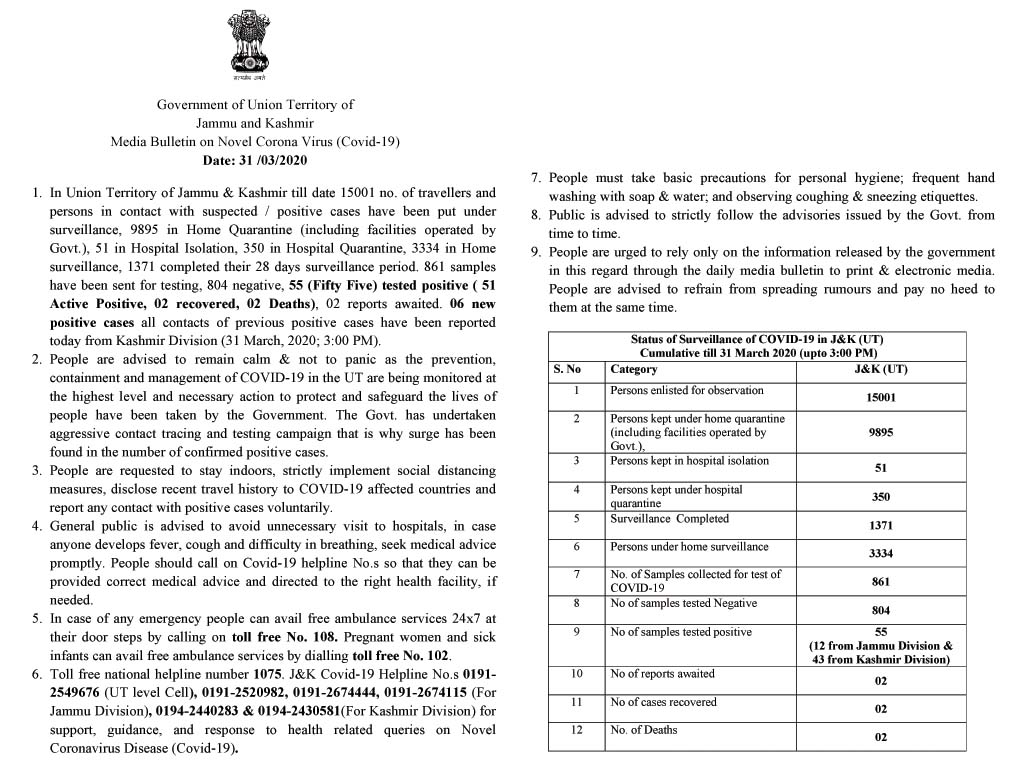 सत्यमेव जयते
Government of Union Territory of
Jammu and Kashmir
Media Bulletin on Novel Corona Virus (Covid-19)
Date: 31 /03/2020
1. In Union Territory of Jammu & Kashmir till date 15001 no. of travellers and
persons in contact with suspected / positive cases have been put under
surveillance, 9895 in Home Quarantine (including facilities operated by
Govt.), 51 in Hospital Isolation, 350 in Hospital Quarantine, 3334 in Home
surveillance, 1371 completed their 28 days surveillance period. 861 samples
have been sent for testing, 804 negative, 55 (Fifty Five) tested positive ( 51
Active Positive, 02 recovered, 02 Deaths), 02 reports awaited. 06 new
positive cases all contacts of previous positive cases have been reported
today from Kashmir Division (31 March, 2020; 3:00 PM).
2. People are advised to remain calm & not to panic as the prevention,
containment and management of COVID-19 in the UT are being monitored at
the highest level and necessary action to protect and safeguard the lives of
people have been taken by the Government. The Govt. has undertaken
aggressive contact tracing and testing campaign that is why surge has been
found in the number of confirmed positive cases.
3. People are requested to stay indoors, strictly implement social distancing
measures, disclose recent travel history to COVID-19 affected countries and
report any contact with positive cases voluntarily.
4. General public is advised to avoid unnecessary visit to hospitals, in case
anyone develops fever, cough and difficulty in breathing, seek medical advice
promptly. People should call on Covid-19 helpline No.s so that they can be
provided correct medical advice and directed to the right health facility, if
needed.
5. In case of any emergency people can avail free ambulance services 24x7 at
their door steps by calling on toll free No. 108. Pregnant women and sick
infants can avail free ambulance services by dialling toll free No. 102.
6. Toll free national helpline number 1075. J&K Covid-19 Helpline No.s 0191-
2549676 (UT level Cell), 0191-2520982, 0191-2674444, 0191-2674115 (For
Jammu Division), 0194-2440283 & 0194-2430581(For Kashmir Division) for
support, guidance, and response to health related queries on Novel
Coronavirus Disease (Covid-19).
7. People must take basic precautions for personal hygiene; frequent hand
washing with soap & water; and observing coughing & sneezing etiquettes.
8. Public is advised to strictly follow the advisories issued by the Govt. from
time to time.
9. People are urged to rely only on the information released by the government
in this regard through the daily media bulletin to print & electronic media.
People are advised to refrain from spreading rumours and pay no heed to
them at the same time.
Status of Surveillance of COVID-19 in J&K (UT)
Cumulative till 31 March 2020 (upto 3:00 PM)
S. No Category J&K (UT)
1 Persons enlisted for observation 15001
2 Persons kept under home quarantine
(including facilities operated by 9895
Govt.),
3 Persons kept in hospital isolation 51
4 Persons kept under hospital 350
quarantine
5 Surveillance Completed 1371
6 Persons under home surveillance 3334
7 No. of Samples collected for test of 861
COVID-19
8 No of samples tested Negative 804
9 No of samples tested positive 55
(12 from Jammu Division &
43 from Kashmir Division)
10 No of reports awaited 02
11 No of cases recovered 02
12 No. of Deaths 02